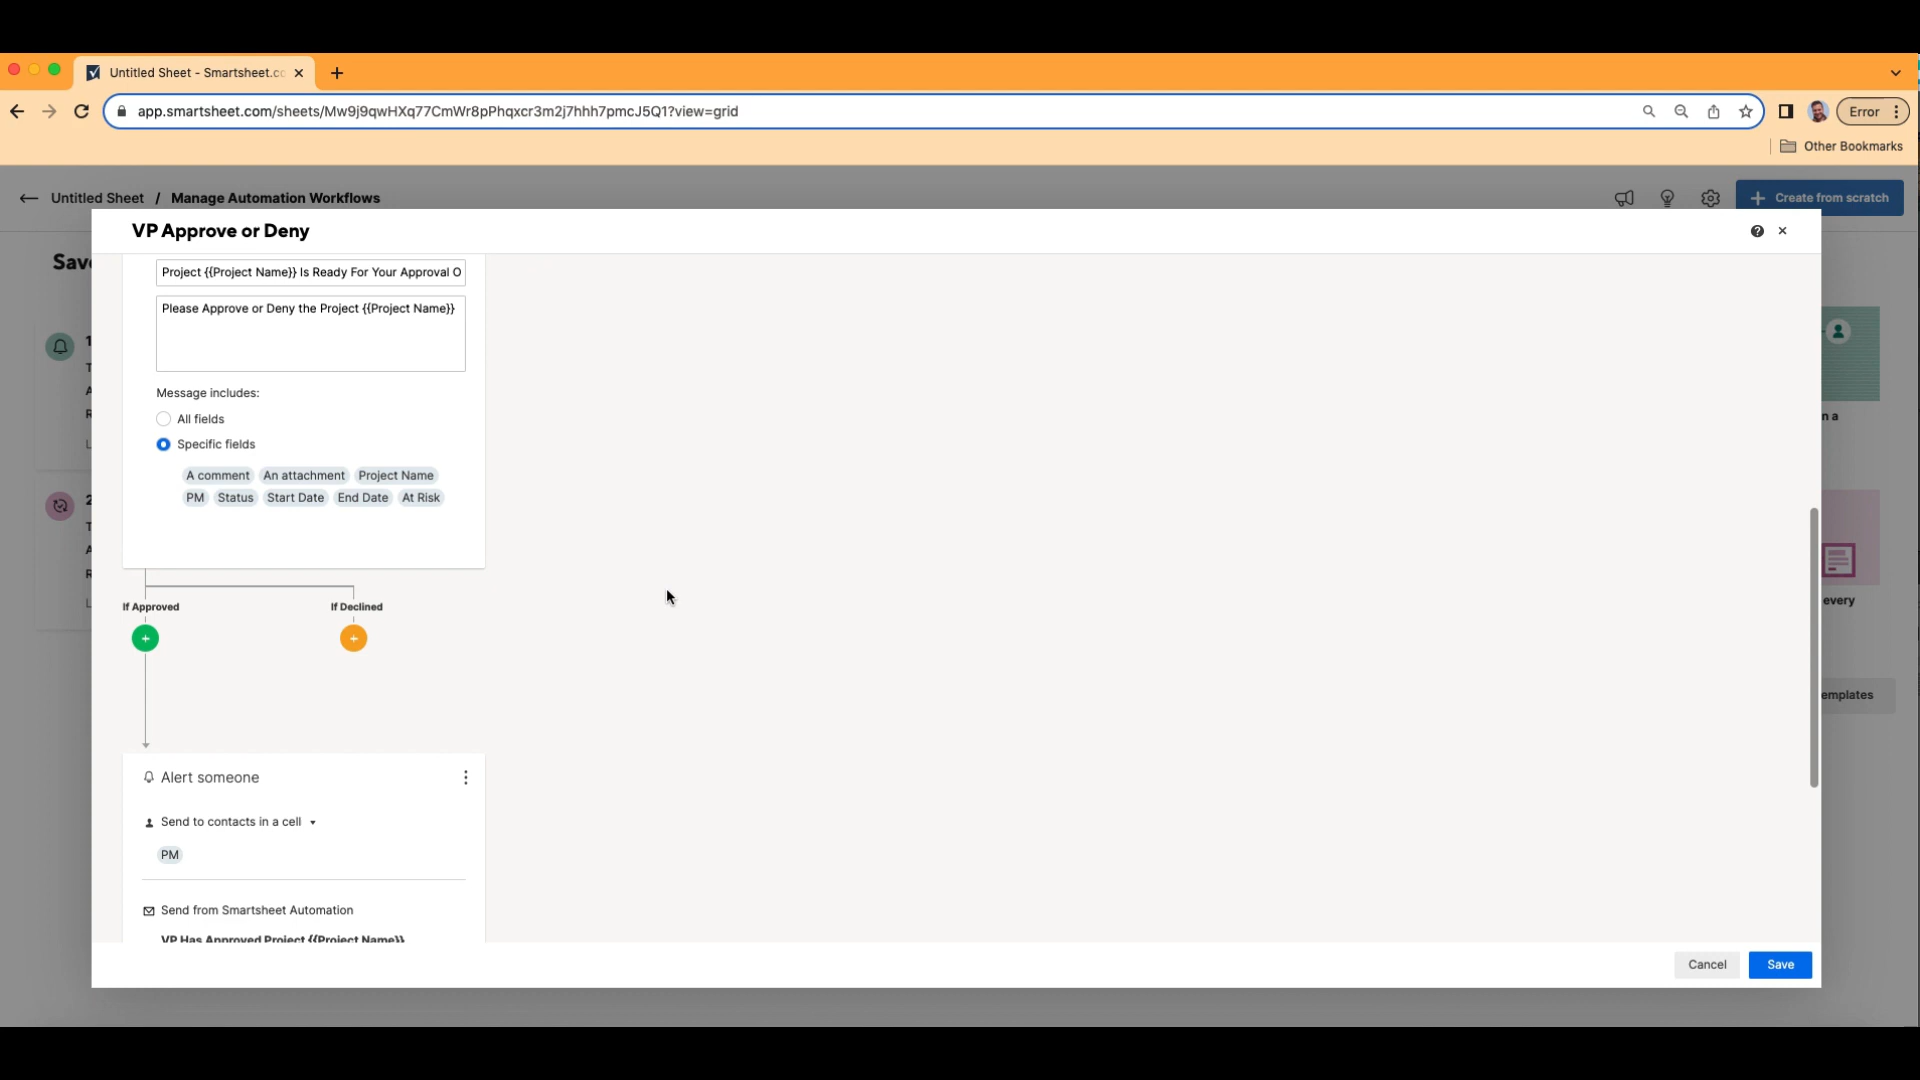 Untitled Sheet - Smartsheet.co
app.smartsheet.com/sheets/Mw9j9qwHXq77CmWr8pPhqxcr3m2j7hhh7pmcJ5Q1?view=grid
Error
Other Bookmarks
Untitled Sheet / Manage Automation Workflows
Create from scratch
VP Approve or Deny
Project {{Project Name}} Is Ready For Your Approval O
Please Approve or Deny the Project {{Project Name}}
Message includes:
All fields
Specific fields
A comment An attachment Project Name
PM Status Start Date End Date At Risk
If Approved If Declined
Alert someone
Send to contacts in a cell
PM
Send from Smartsheet Automation
VP Has Approved Project {{Project Name}}
Cancel Save
n a
every
emplates